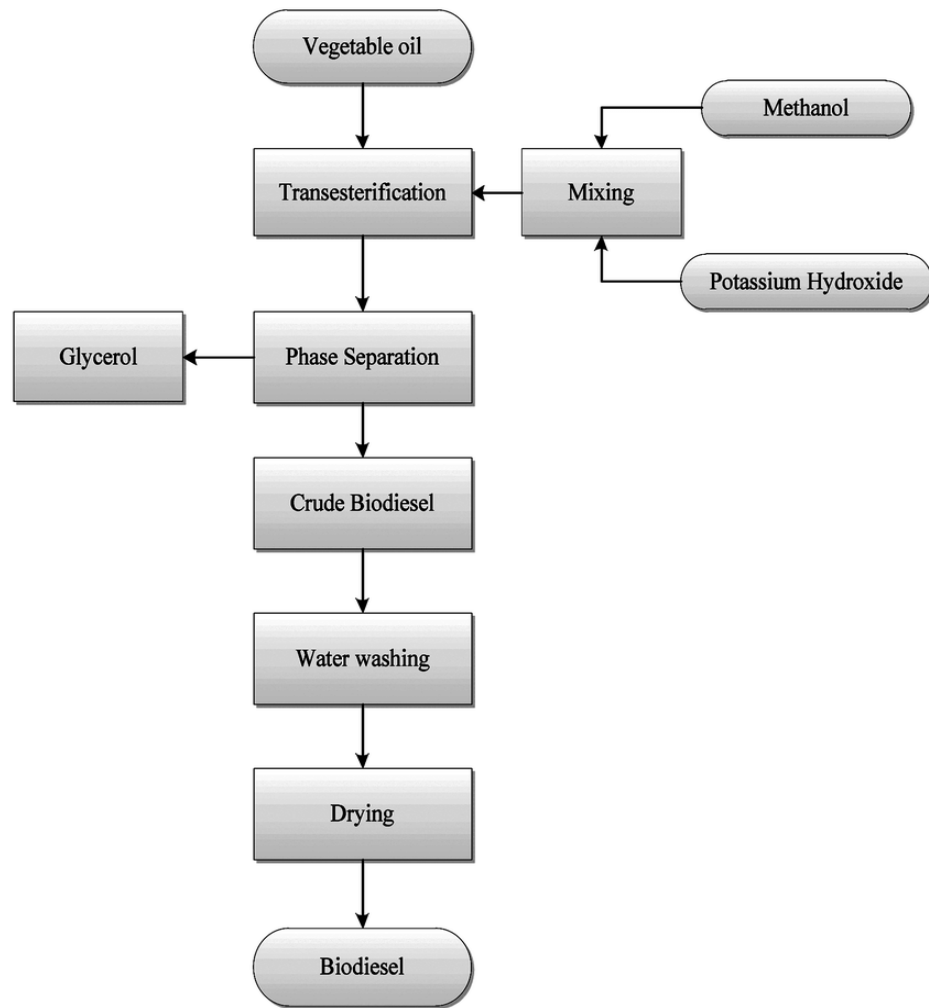 Vegetable oil
Methanol
Transesterification
Mixing
Potassium Hydroxide
Glycerol
Phase Separation
Crude Biodiesel
Water washing
Drying
Biodiesel